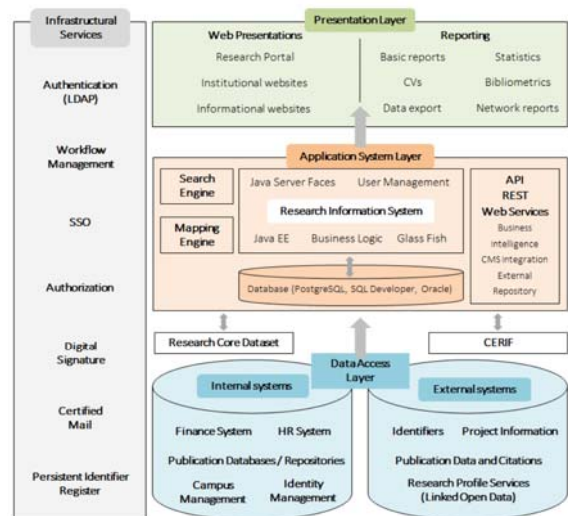 Infrastructural
Services
Authentication
(LDAP)
Workflow
Management
SSO
Authorization
Digital
Signature
Certified
Mail
Persistent Identifier
Register
Presentation Layer
Web Presentations
Research Portal
Institutional websites
Informational websites
Reporting
Basic reports
Statistics
CVs
Bibliometrics
Data export
Network reports
Application System Layer
Search
Engine
Mapping
Engine
Java Server Faces
User Management
Research Information System
Java EE
Business Logic
Glass Fish
Database (PostgreSQL, SQL Developer, Oracle)
API
REST
Web Services
Business
Intelligence
CMS integration
External
Repository
Research Core Dataset
CERIF
Data Access
Layer
Internal systems
Finance System
HR System
Publication Databases / Repositories
Campus
Management
Identity
Management
External systems
Identifiers
Project Information
Publication Data and Citations
Research Profile Services
(Linked Open Data)